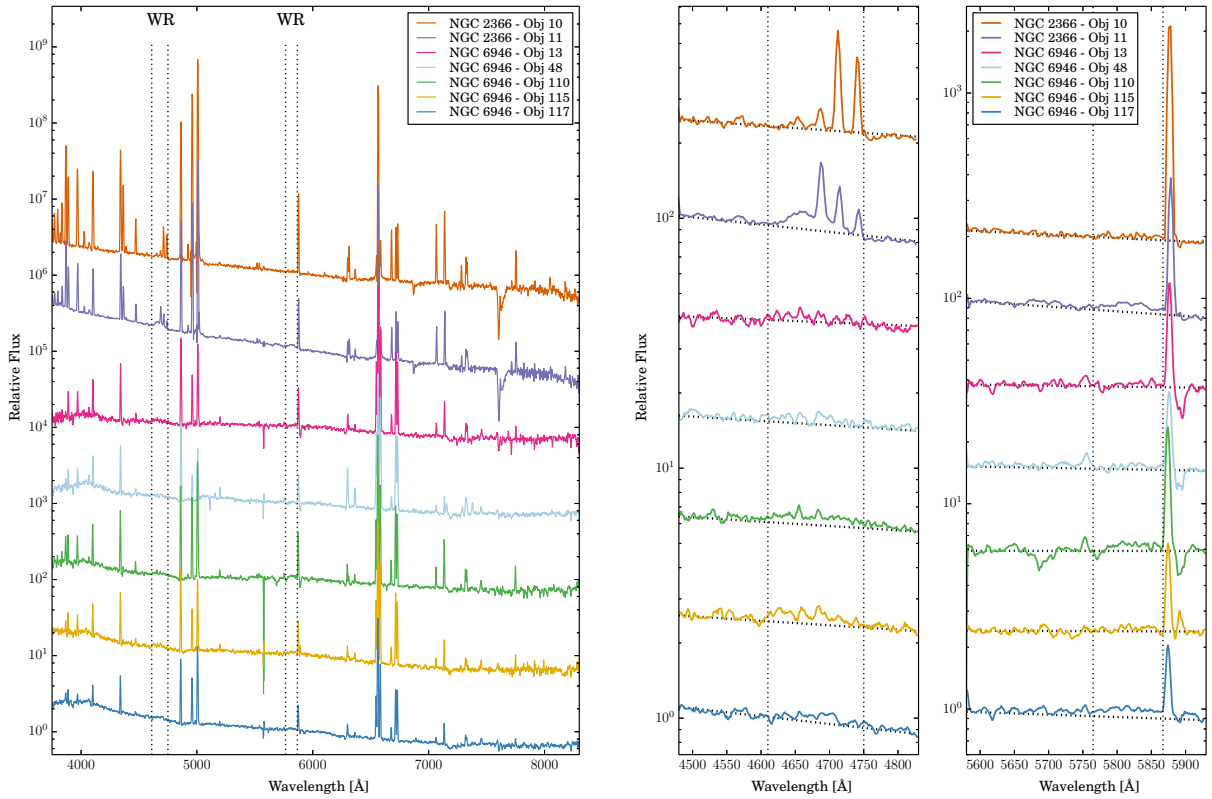 WR
WR
NGC 2366 - Obj 10
NGC 2366 - Obj 11
NGC 6946 - Obj 13
NGC 6946 - Obj 48
NGC 6946 - Obj 110
NGC 6946 - Obj 115
NGC 6946 - Obj 117
10⁹
10⁸
10⁷
10⁶
10⁵
10⁴
10³
10²
10¹
10⁰
Relative Flux
4000 5000 6000 7000 8000
Wavelength [Å]
10²
10¹
10⁰
Relative Flux
4500 4550 4600 4650 4700 4750 4800
Wavelength [Å]
NGC 2366 - Obj 10
NGC 2366 - Obj 11
NGC 6946 - Obj 13
NGC 6946 - Obj 48
NGC 6946 - Obj 110
NGC 6946 - Obj 115
NGC 6946 - Obj 117
10³
10²
10¹
10⁰
5600 5650 5700 5750 5800 5850 5900
Wavelength [Å]